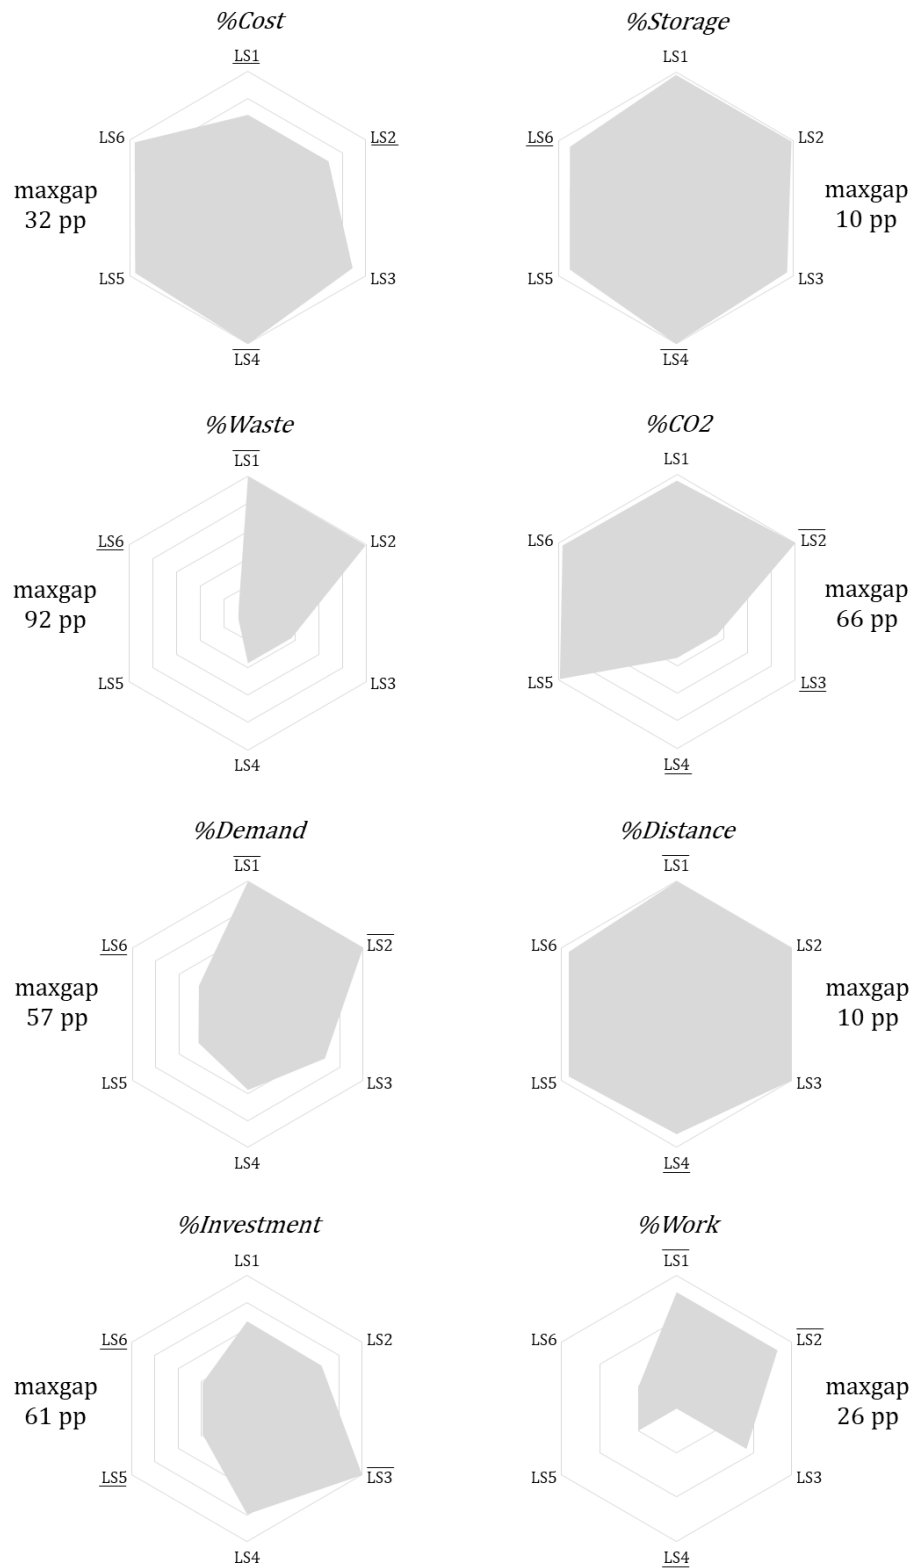 %Cost
LS1
LS2
LS3
LS4
LS5
LS6
maxgap
32 pp
%Storage
LS1
LS2
LS3
LS4
LS5
LS6
maxgap
10 pp
%Waste
LS1
LS2
LS3
LS4
LS5
LS6
maxgap
92 pp
%CO2
LS1
LS2
LS3
LS4
LS5
LS6
maxgap
66 pp
%Demand
LS1
LS2
LS3
LS4
LS5
LS6
maxgap
57 pp
%Distance
LS1
LS2
LS3
LS4
LS5
LS6
maxgap
10 pp
%Investment
LS1
LS2
LS3
LS4
LS5
LS6
maxgap
61 pp
%Work
LS1
LS2
LS3
LS4
LS5
LS6
maxgap
26 pp